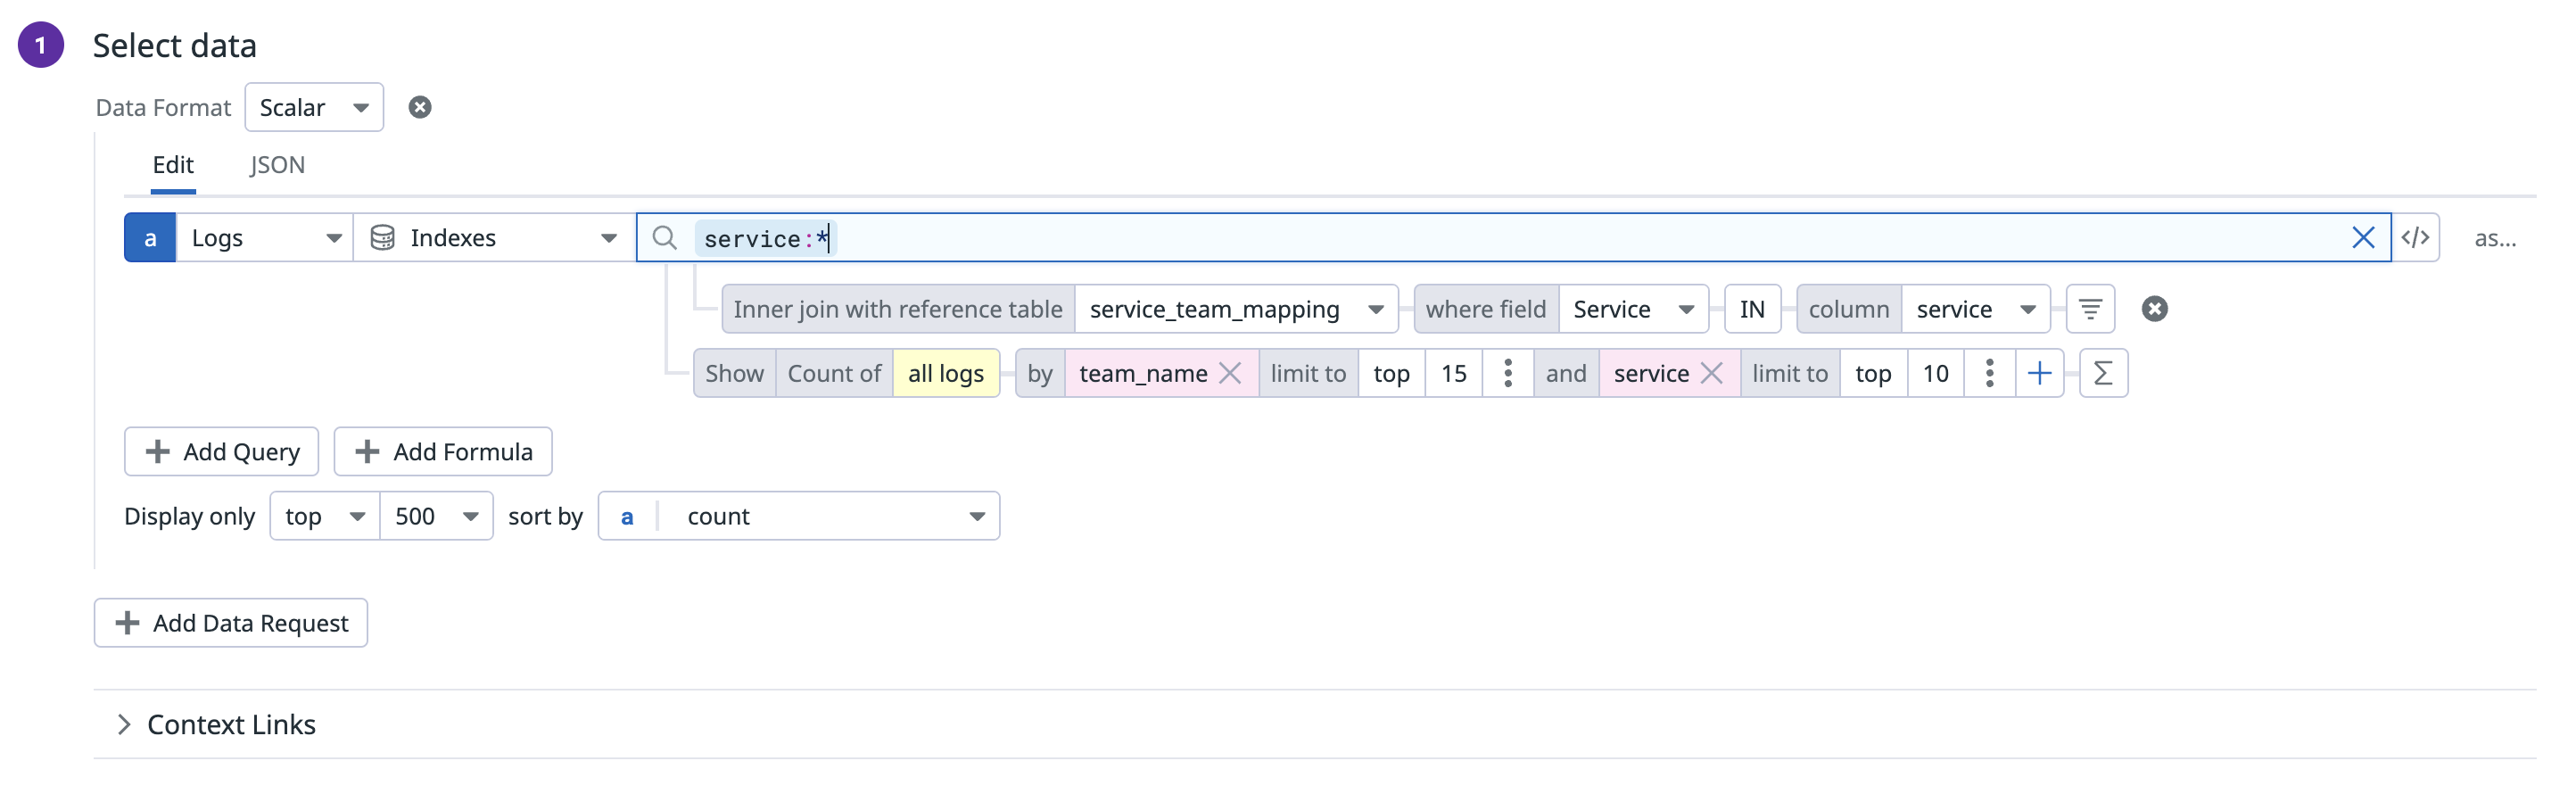 1 Select data
Data Format Scalar
Edit JSON
a Logs Indexes service:* </> as...
Inner join with reference table service_team_mapping where field Service IN column service
Show Count of all logs by team_name limit to top 15 and service limit to top 10 + Σ
+ Add Query + Add Formula
Display only top 500 sort by a count
+ Add Data Request
Context Links